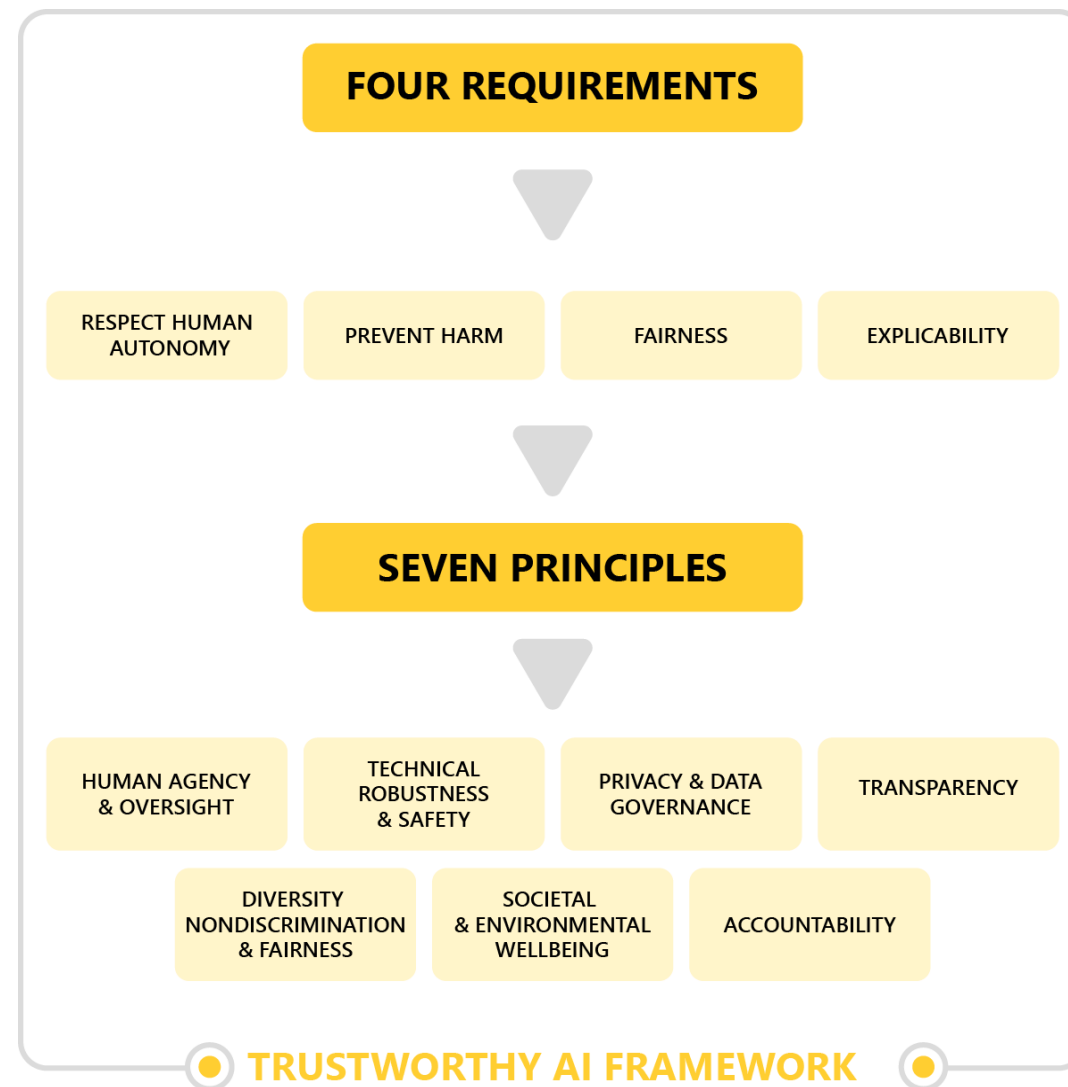 FOUR REQUIREMENTS
RESPECT HUMAN
AUTONOMY
PREVENT HARM
FAIRNESS
EXPLICABILITY
SEVEN PRINCIPLES
HUMAN AGENCY
& OVERSIGHT
TECHNICAL
ROBUSTNESS
& SAFETY
PRIVACY & DATA
GOVERNANCE
TRANSPARENCY
DIVERSITY
NONDISCRIMINATION
& FAIRNESS
SOCIETAL
& ENVIRONMENTAL
WELLBEING
ACCOUNTABILITY
TRUSTWORTHY AI FRAMEWORK